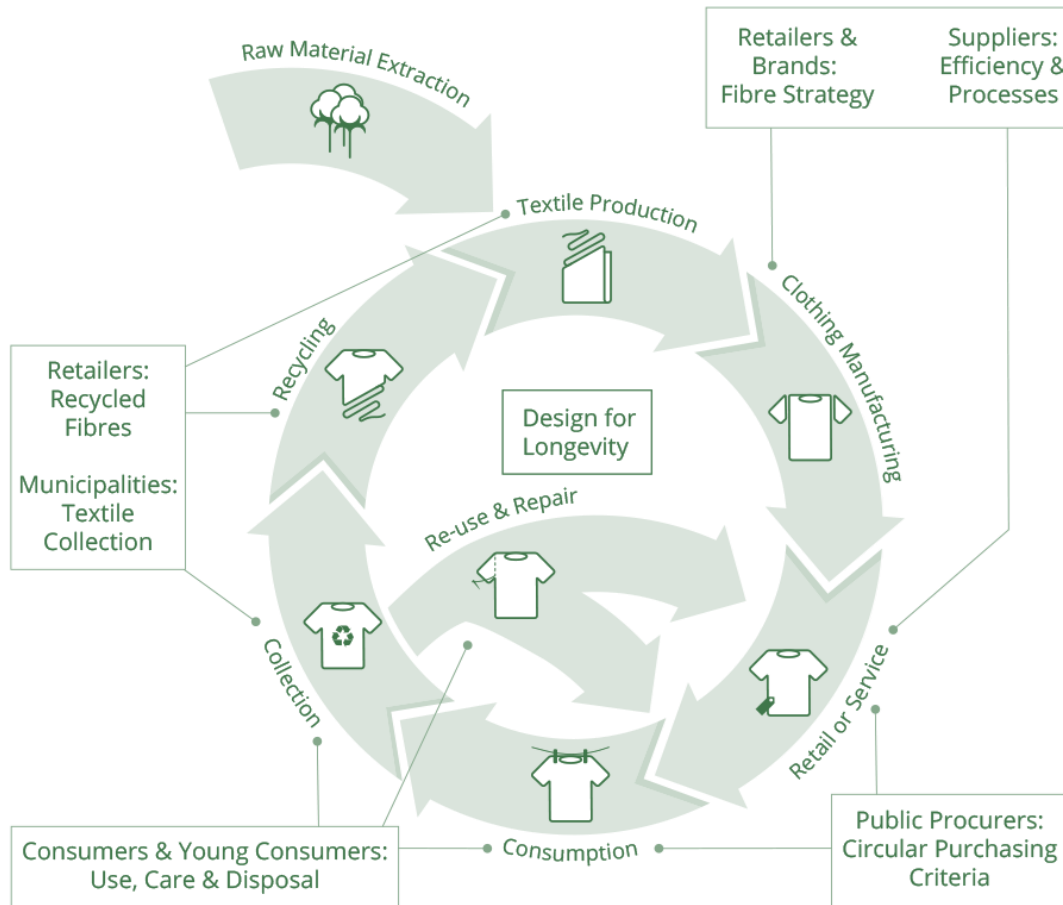 Raw Material Extraction
Retailers &
Brands:
Fibre Strategy
Suppliers:
Efficiency &
Processes
Textile Production
Clothing Manufacturing
Recycling
Retailers:
Recycled
Fibres
Municipalities:
Textile
Collection
Design for
Longevity
Re-use & Repair
Collection
Retail or Service
Consumption
Consumers & Young Consumers:
Use, Care & Disposal
Public Procurers:
Circular Purchasing
Criteria